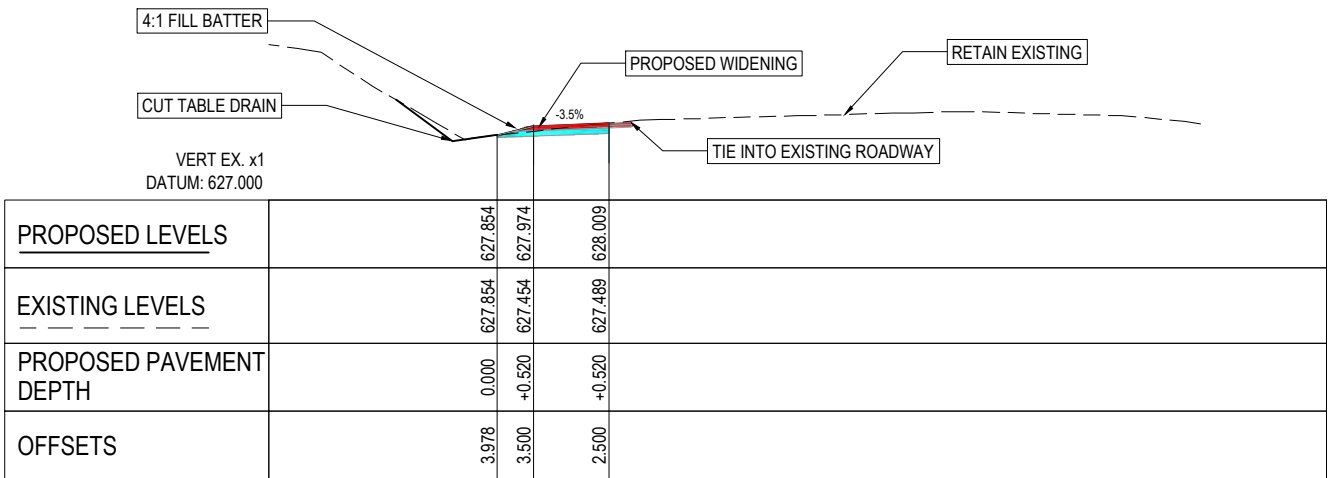 4:1 FILL BATTER
PROPOSED WIDENING
RETAIN EXISTING
CUT TABLE DRAIN
-3.5%
TIE INTO EXISTING ROADWAY
VERT EX. x1
DATUM: 627.000
PROPOSED LEVELS
627.854
627.974
628.009
EXISTING LEVELS
627.854
627.454
627.489
PROPOSED PAVEMENT
DEPTH
0.000
+0.520
+0.520
OFFSETS
3.978
3.500
2.500